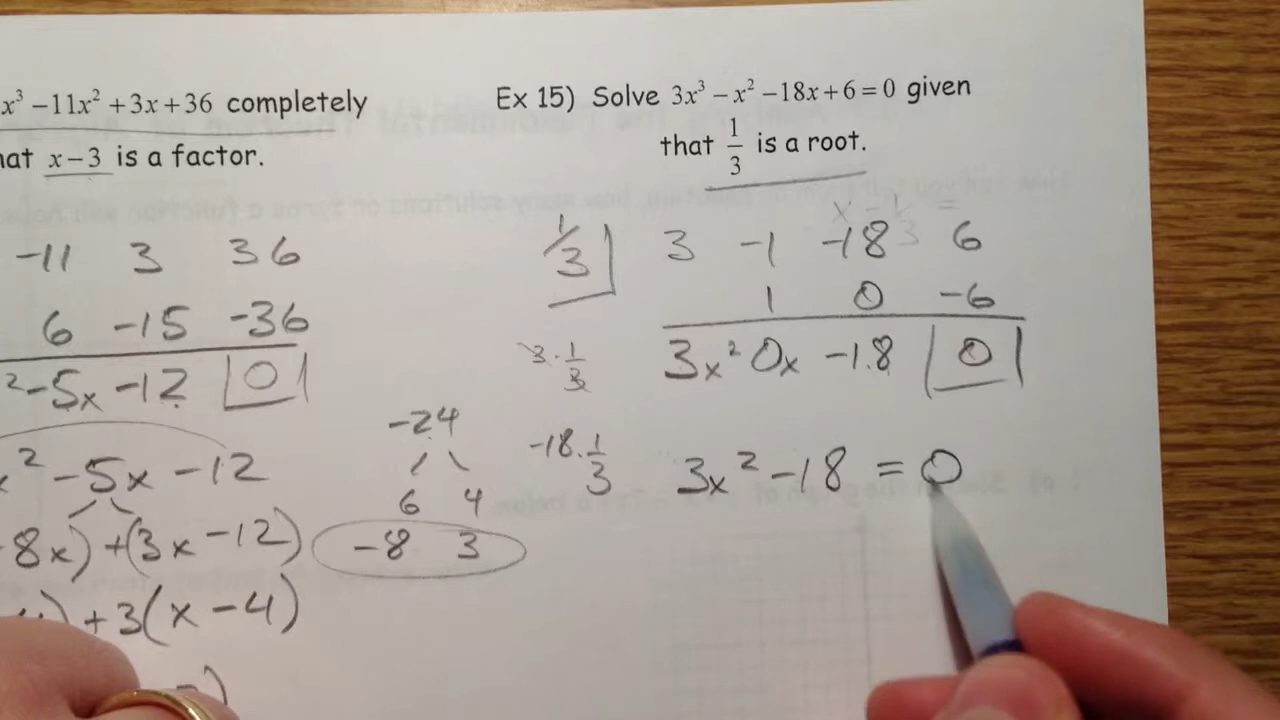 x³ −11x² +3x+36 completely
hat x−3 is a factor.
-11 3 36
6 -15 -36
² -5x -12 0
x² -5x -12
8x) +(3x -12)
) +3(x -4)
-24
6 4
-8 3
Ex 15) Solve 3x³ − x² −18x+6=0 given
that 1/3 is a root.
1/3 3 -1 -18 6
1 0 -6
3x² 0x -18 0
3 · 1/3
-18 · 1/3
3x² -18 = 0